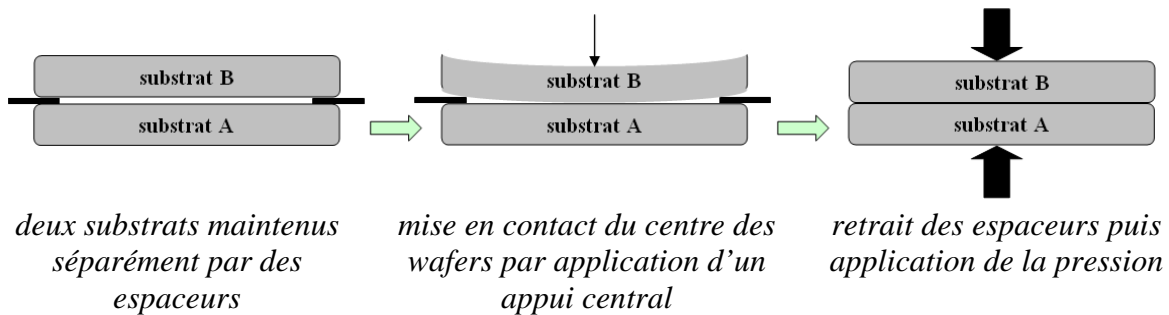 substrat B
substrat A
substrat B
substrat A
substrat B
substrat A
deux substrats maintenus
séparément par des
espaceurs
mise en contact du centre des
wafers par application d'un
appui central
retrait des espaceurs puis
application de la pression